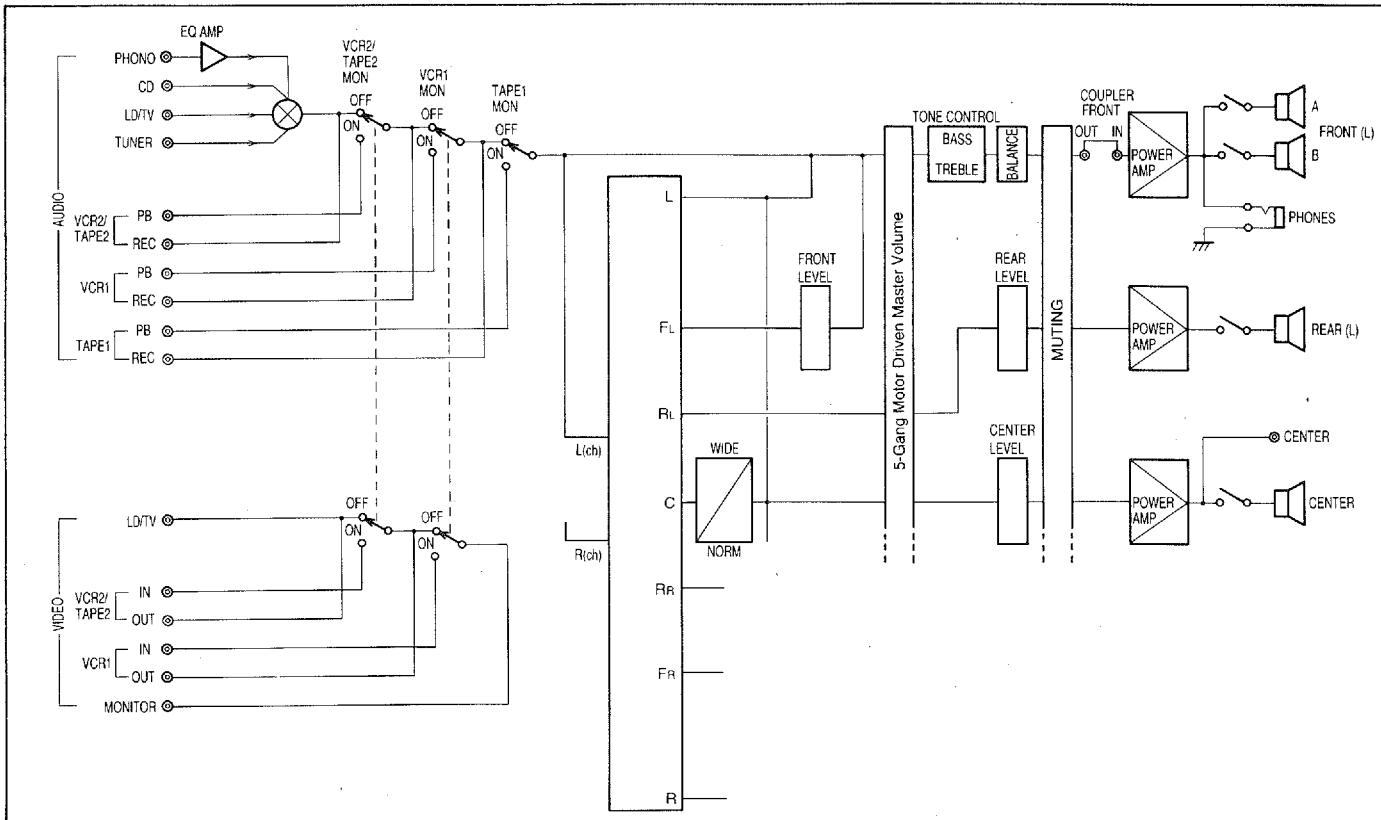 EQ AMP
PHONO
CD
LD/TV
TUNER
AUDIO
VCR2/
TAPE2
MON
OFF
ON
VCR1
MON
OFF
ON
TAPE1
MON
OFF
ON
VCR2/
TAPE2
PB
REC
VCR1
PB
REC
TAPE1
PB
REC
L(ch)
R(ch)
L
FL
RL
C
RR
FR
R
FRONT
LEVEL
WIDE
NORM
5-Gang Motor Driven Master Volume
TONE CONTROL
BASS
TREBLE
BALANCE
REAR
LEVEL
CENTER
LEVEL
MUTING
COUPLER
FRONT
OUT IN
POWER
AMP
A
FRONT (L)
B
PHONES
POWER
AMP
REAR (L)
POWER
AMP
CENTER
CENTER
VIDEO
LD/TV
OFF
ON
OFF
ON
VCR2/
TAPE2
IN
OUT
VCR1
IN
OUT
MONITOR